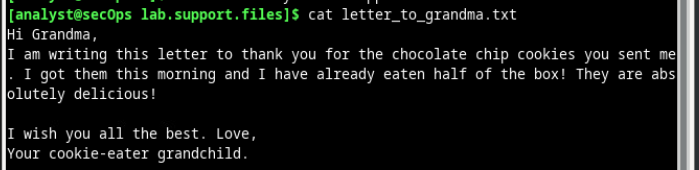 [analyst@secOps lab.support.files]$ cat letter_to_grandma.txt
Hi Grandma,
I am writing this letter to thank you for the chocolate chip cookies you sent me
. I got them this morning and I have already eaten half of the box! They are abs
olutely delicious!

I wish you all the best. Love,
Your cookie-eater grandchild.